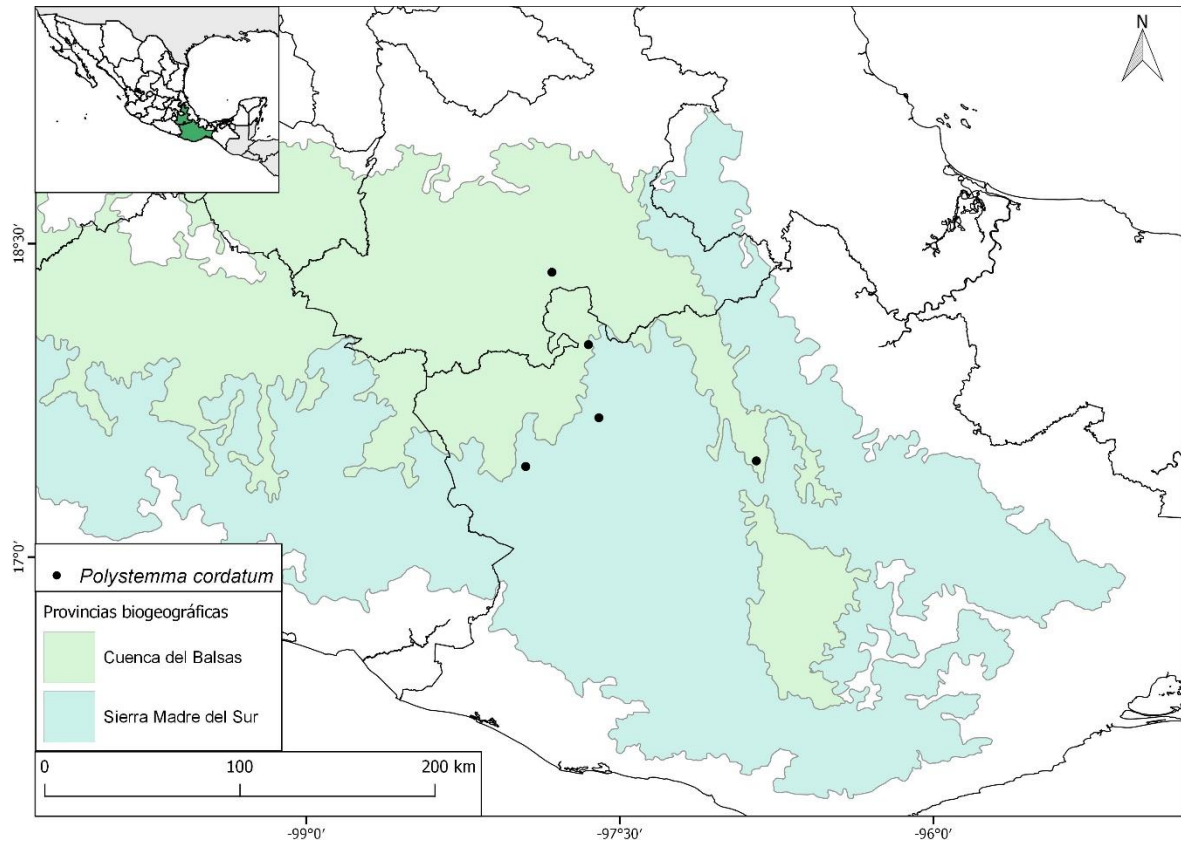 N
18°30'
17°0'
Polystemma cordatum
Provincias biogeográficas
Cuenca del Balsas
Sierra Madre del Sur
0 100 200 km
-99°0' -97°30' -96°0'